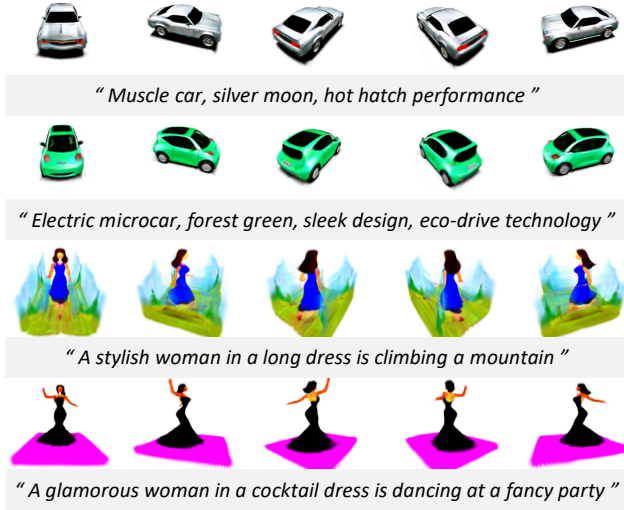 “ Muscle car, silver moon, hot hatch performance ”
“ Electric microcar, forest green, sleek design, eco-drive technology ”
“ A stylish woman in a long dress is climbing a mountain ”
“ A glamorous woman in a cocktail dress is dancing at a fancy party ”